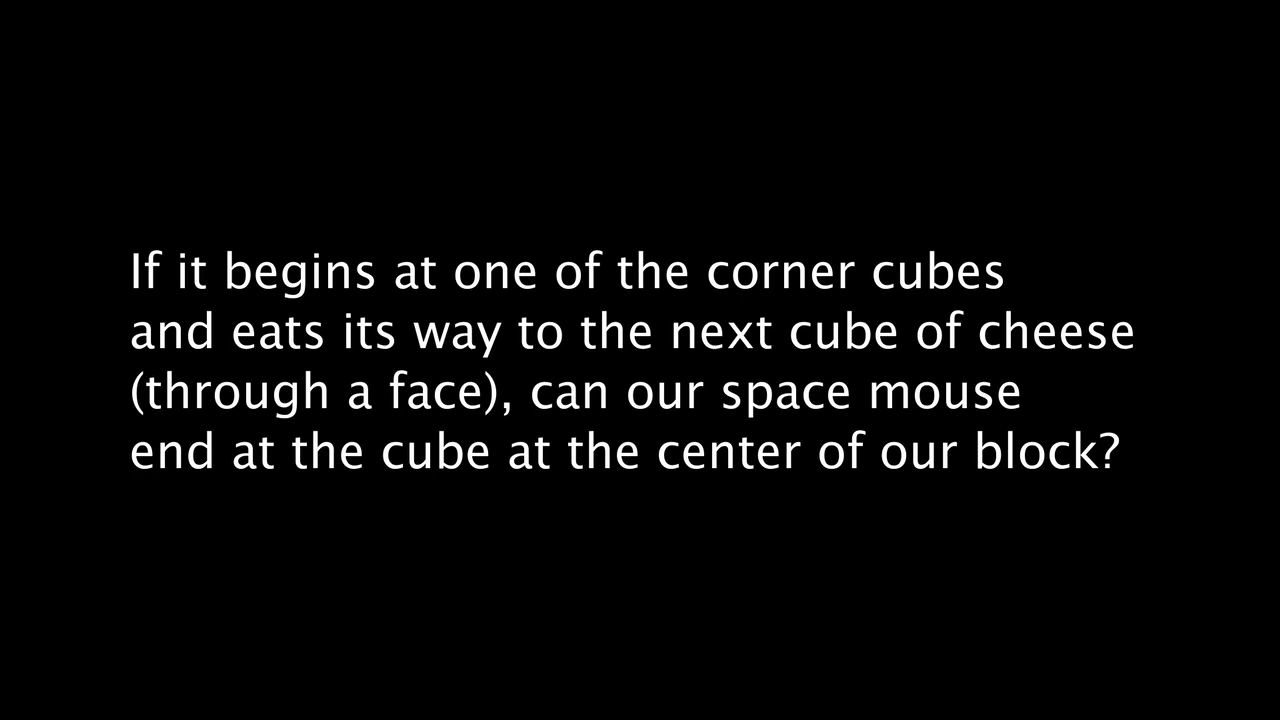 If it begins at one of the corner cubes
and eats its way to the next cube of cheese
(through a face), can our space mouse
end at the cube at the center of our block?